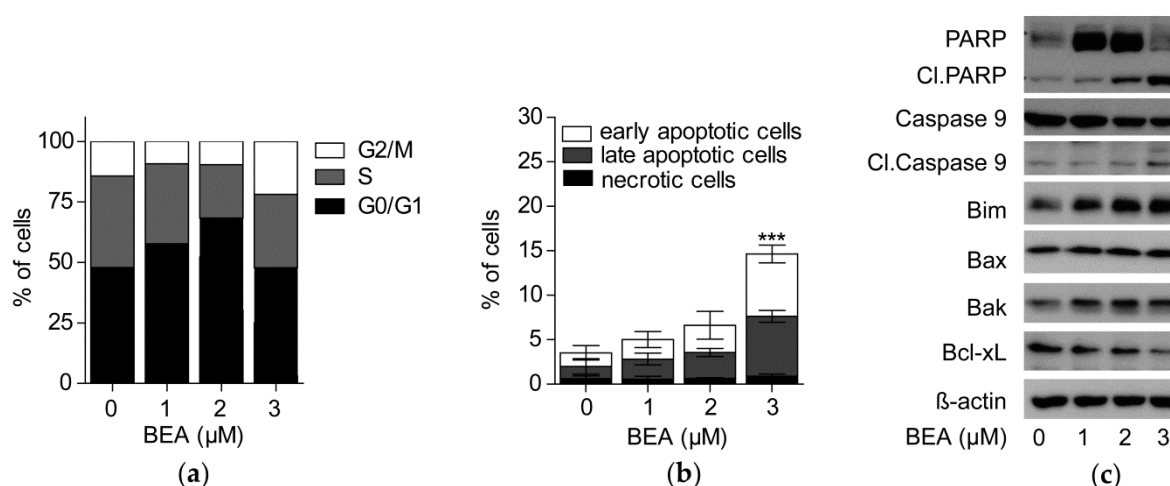 100
75
50
25
0
% of cells
G2/M
S
G0/G1
0 1 2 3
BEA (µM)
(a)
30
25
20
15
10
5
0
% of cells
early apoptotic cells
late apoptotic cells
necrotic cells
***
0 1 2 3
BEA (µM)
(b)
PARP
Cl.PARP
Caspase 9
Cl.Caspase 9
Bim
Bax
Bak
Bcl-xL
ß-actin
BEA (µM) 0 1 2 3
(c)